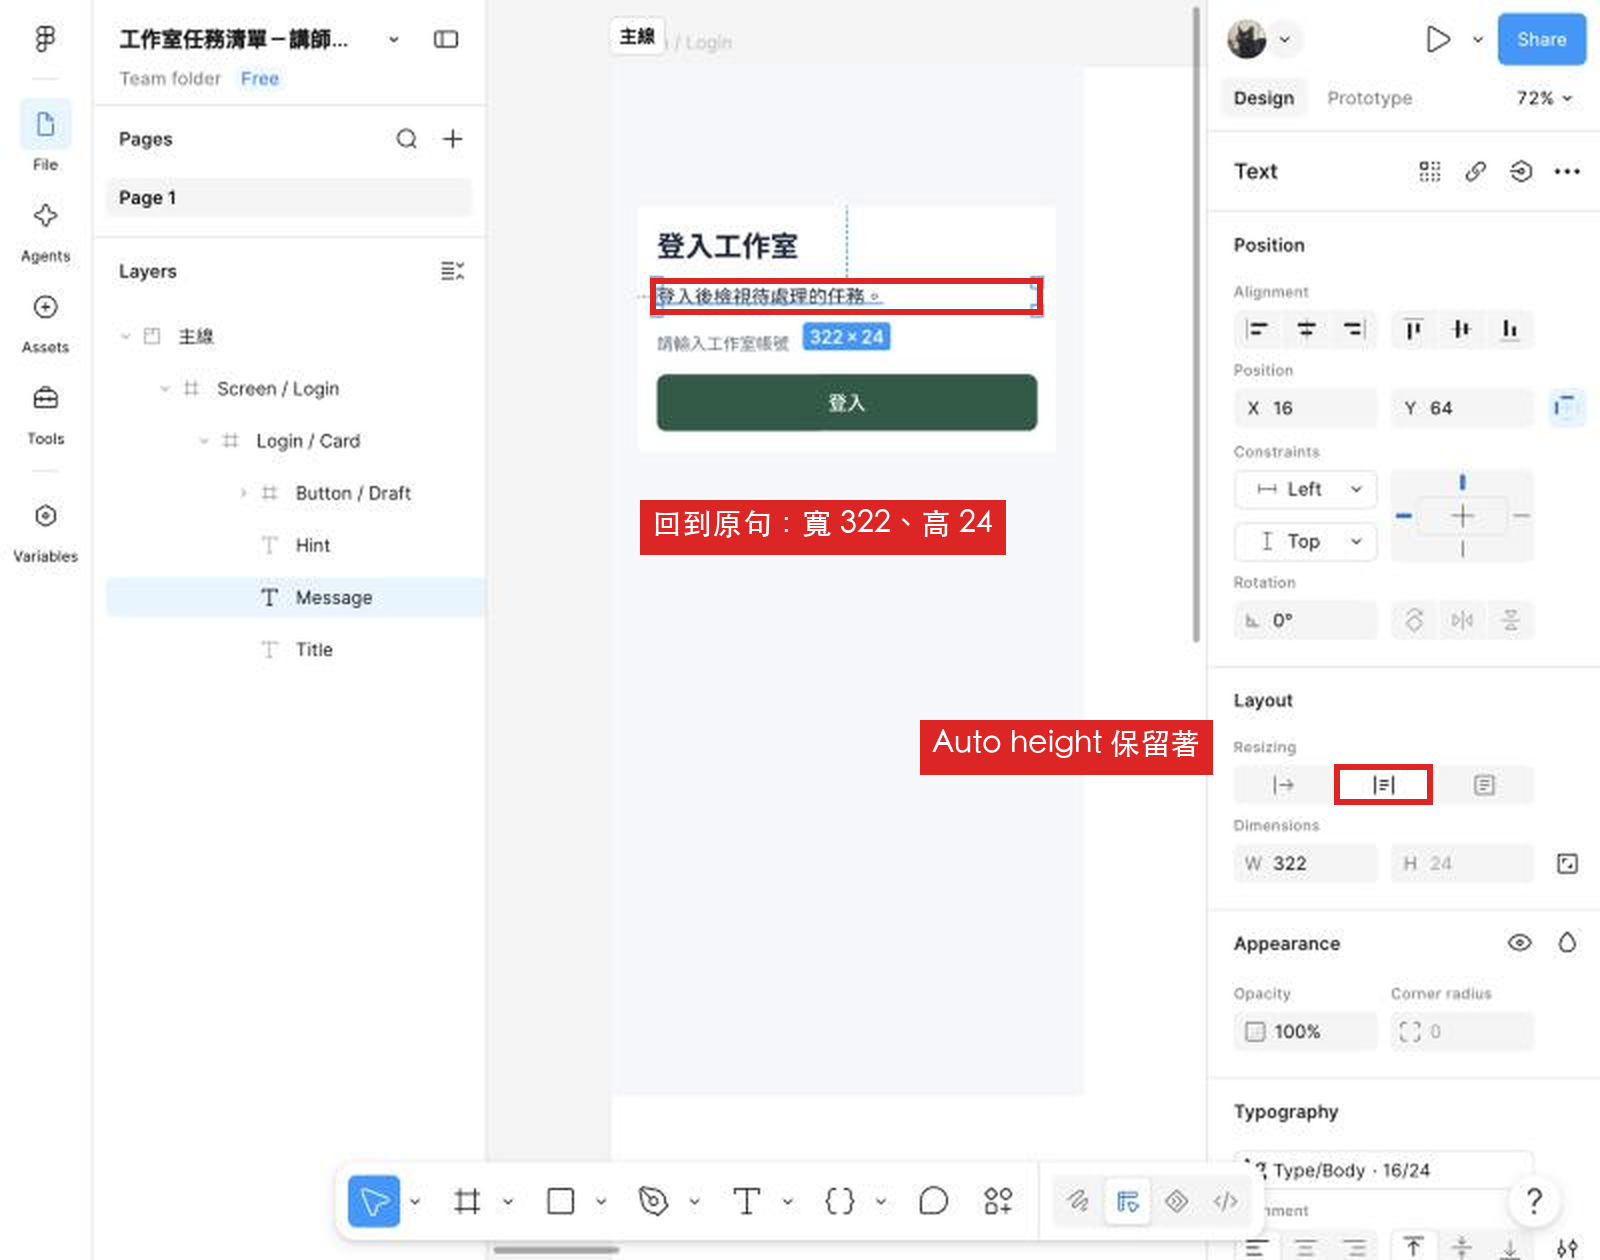 工作室任務清單－講師...
Team folder
Free
File
Agents
Assets
Tools
Variables
Pages
Page 1
Layers
主線
Screen / Login
Login / Card
Button / Draft
Hint
Message
Title
主線
/ Login
登入工作室
登入後檢視待處理的任務。
請輸入工作室帳號
322 × 24
登入
回到原句：寬 322、高 24
Auto height 保留著
Share
Design
Prototype
72%
Text
Position
Alignment
Position
X 16
Y 64
Constraints
Left
Top
Rotation
0°
Layout
Resizing
Dimensions
W 322
H 24
Appearance
Opacity
Corner radius
100%
0
Typography
Type/Body · 16/24
nment
?